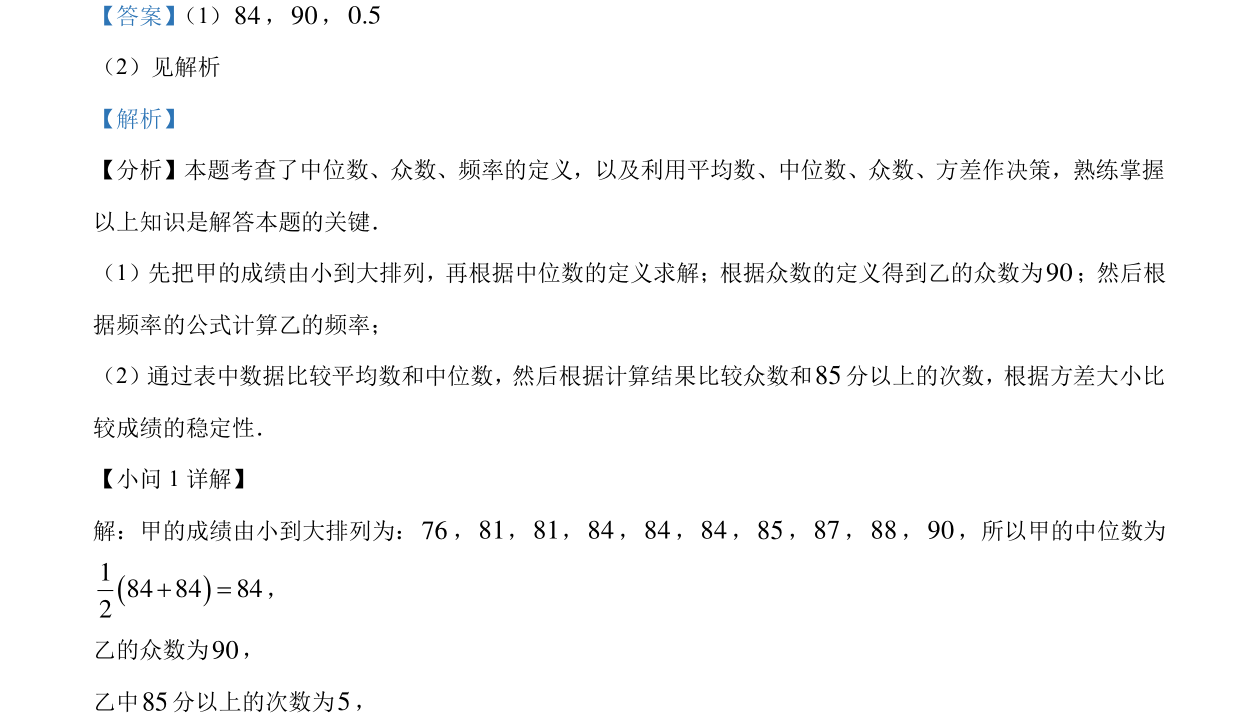 【答案】（1）84，90，0.5
（2）见解析
【解析】
【分析】本题考查了中位数、众数、频率的定义，以及利用平均数、中位数、众数、方差作决策，熟练掌握
以上知识是解答本题的关键．
（1）先把甲的成绩由小到大排列，再根据中位数的定义求解；根据众数的定义得到乙的众数为90；然后根
据频率的公式计算乙的频率；
（2）通过表中数据比较平均数和中位数，然后根据计算结果比较众数和85分以上的次数，根据方差大小比
较成绩的稳定性．
【小问 1 详解】
解：甲的成绩由小到大排列为：76，81，81，84，84，84，85，87，88，90，所以甲的中位数为
1/2(84+84)=84，
乙的众数为90，
乙中85分以上的次数为5，